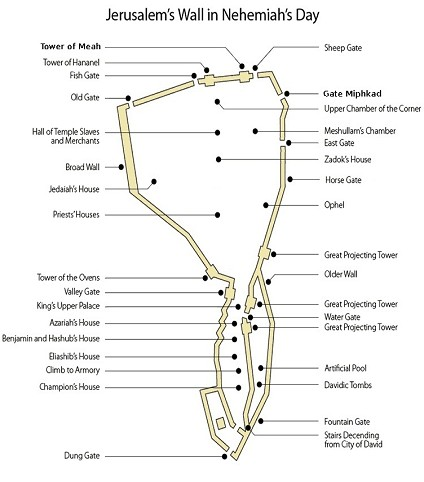 Jerusalem's Wall in Nehemiah's Day
Tower of Meah
Tower of Hananel
Fish Gate
Old Gate
Hall of Temple Slaves
and Merchants
Broad Wall
Jedaiah's House
Priests' Houses
Tower of the Ovens
Valley Gate
King's Upper Palace
Azariah's House
Benjamin and Hashub's House
Eliashib's House
Climb to Armory
Champion's House
Dung Gate
Sheep Gate
Gate Miphkad
Upper Chamber of the Corner
Meshullam's Chamber
East Gate
Zadok's House
Horse Gate
Ophel
Great Projecting Tower
Older Wall
Great Projecting Tower
Water Gate
Great Projecting Tower
Artificial Pool
Davidic Tombs
Fountain Gate
Stairs Decending
from City of David